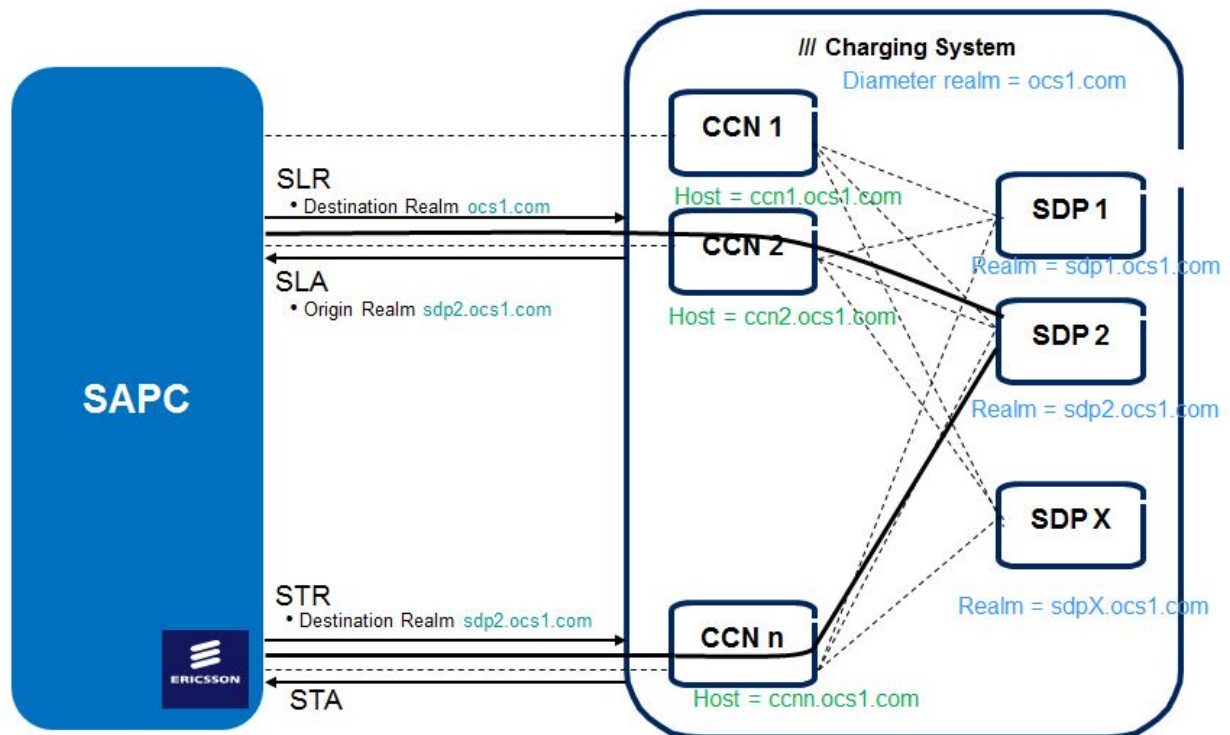 /// Charging System
Diameter realm = ocs1.com
CCN 1
SLR
• Destination Realm ocs1.com
Host = ccn1.ocs1.com
SDP 1
CCN 2
Realm = sdp1.ocs1.com
SLA
• Origin Realm sdp2.ocs1.com
Host = ccn2.ocs1.com
SDP 2
SAPC
Realm = sdp2.ocs1.com
SDP X
STR
• Destination Realm sdp2.ocs1.com
Realm = sdpX.ocs1.com
CCN n
ERICSSON
STA
Host = ccnn.ocs1.com